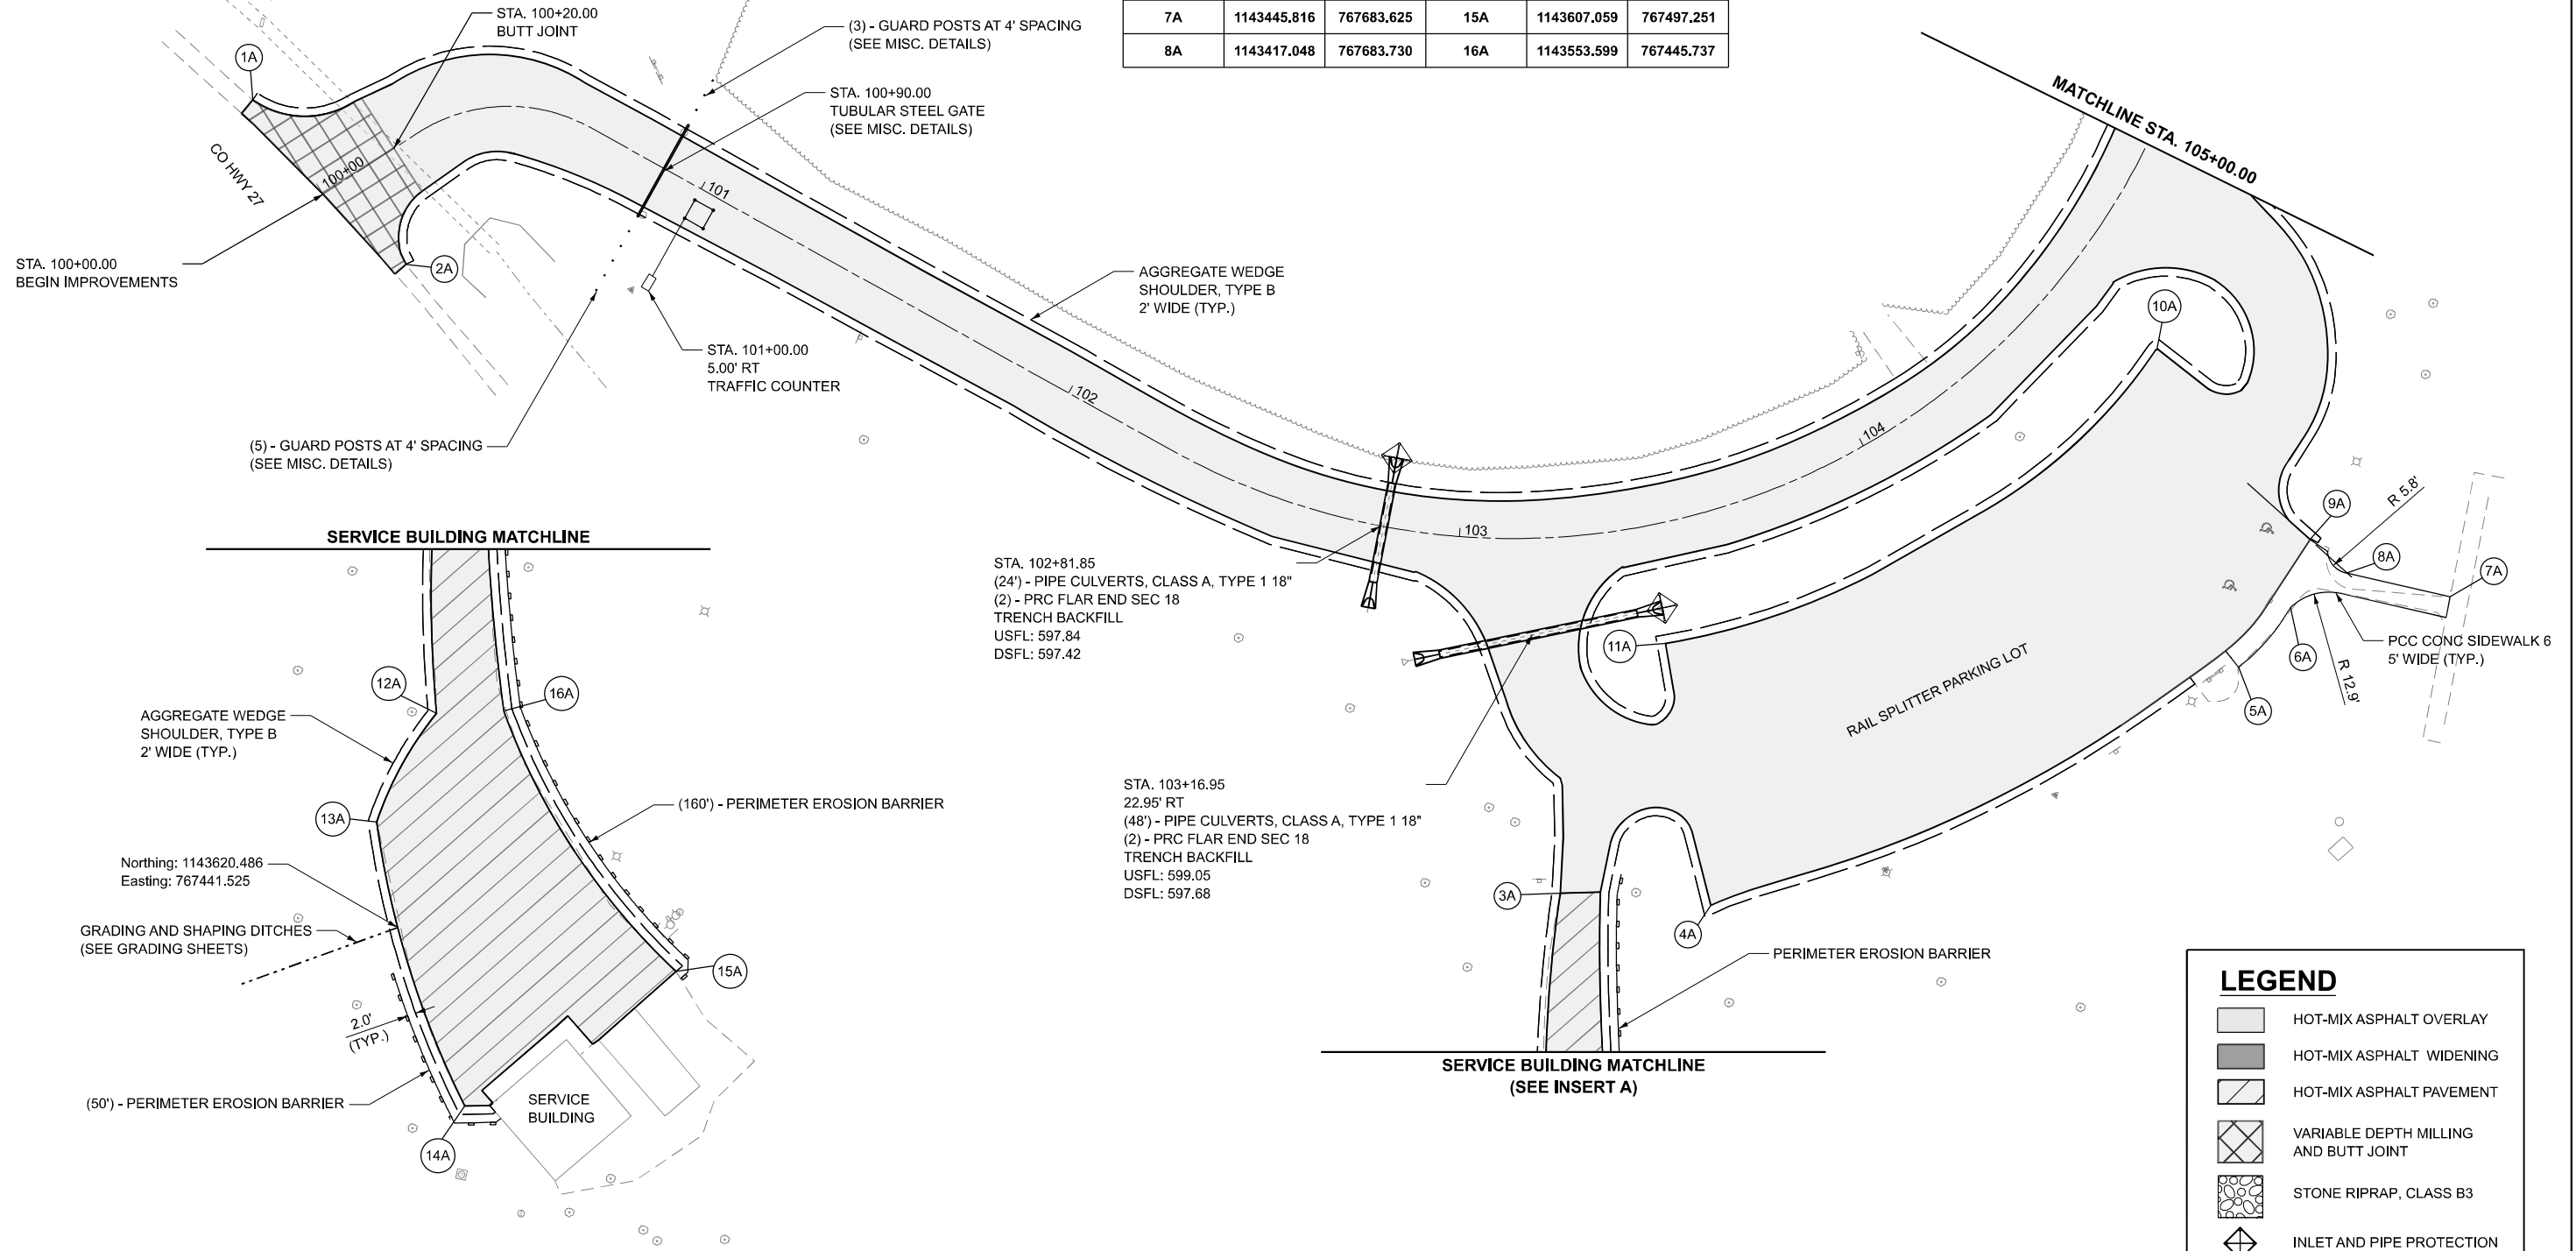 7A 1143445.816 767683.625 15A 1143607.059 767497.251
8A 1143417.048 767683.730 16A 1143553.599 767445.737
STA. 100+20.00
BUTT JOINT
(3) - GUARD POSTS AT 4' SPACING
(SEE MISC. DETAILS)
1A
STA. 100+90.00
TUBULAR STEEL GATE
(SEE MISC. DETAILS)
MATCHLINE STA. 105+00.00
CO HWY 27
100+00
101
2A
STA. 100+00.00
BEGIN IMPROVEMENTS
AGGREGATE WEDGE
SHOULDER, TYPE B
2' WIDE (TYP.)
10A
STA. 101+00.00
5.00' RT
TRAFFIC COUNTER
102
104
(5) - GUARD POSTS AT 4' SPACING
(SEE MISC. DETAILS)
103
R 5.8'
9A
8A
7A
SERVICE BUILDING MATCHLINE
STA. 102+81.85
(24') - PIPE CULVERTS, CLASS A, TYPE 1 18"
(2) - PRC FLAR END SEC 18
TRENCH BACKFILL
USFL: 597.84
DSFL: 597.42
11A
PCC CONC SIDEWALK 6
5' WIDE (TYP.)
6A
R 12.9'
5A
RAIL SPLITTER PARKING LOT
12A
16A
AGGREGATE WEDGE
SHOULDER, TYPE B
2' WIDE (TYP.)
(160') - PERIMETER EROSION BARRIER
13A
STA. 103+16.95
22.95' RT
(48') - PIPE CULVERTS, CLASS A, TYPE 1 18"
(2) - PRC FLAR END SEC 18
TRENCH BACKFILL
USFL: 599.05
DSFL: 597.68
Northing: 1143620.486
Easting: 767441.525
3A
4A
GRADING AND SHAPING DITCHES
(SEE GRADING SHEETS)
PERIMETER EROSION BARRIER
15A
2.0'
(TYP.)
SERVICE BUILDING MATCHLINE
(SEE INSERT A)
(50') - PERIMETER EROSION BARRIER
SERVICE
BUILDING
14A
LEGEND
HOT-MIX ASPHALT OVERLAY
HOT-MIX ASPHALT WIDENING
HOT-MIX ASPHALT PAVEMENT
VARIABLE DEPTH MILLING
AND BUTT JOINT
STONE RIPRAP, CLASS B3
INLET AND PIPE PROTECTION